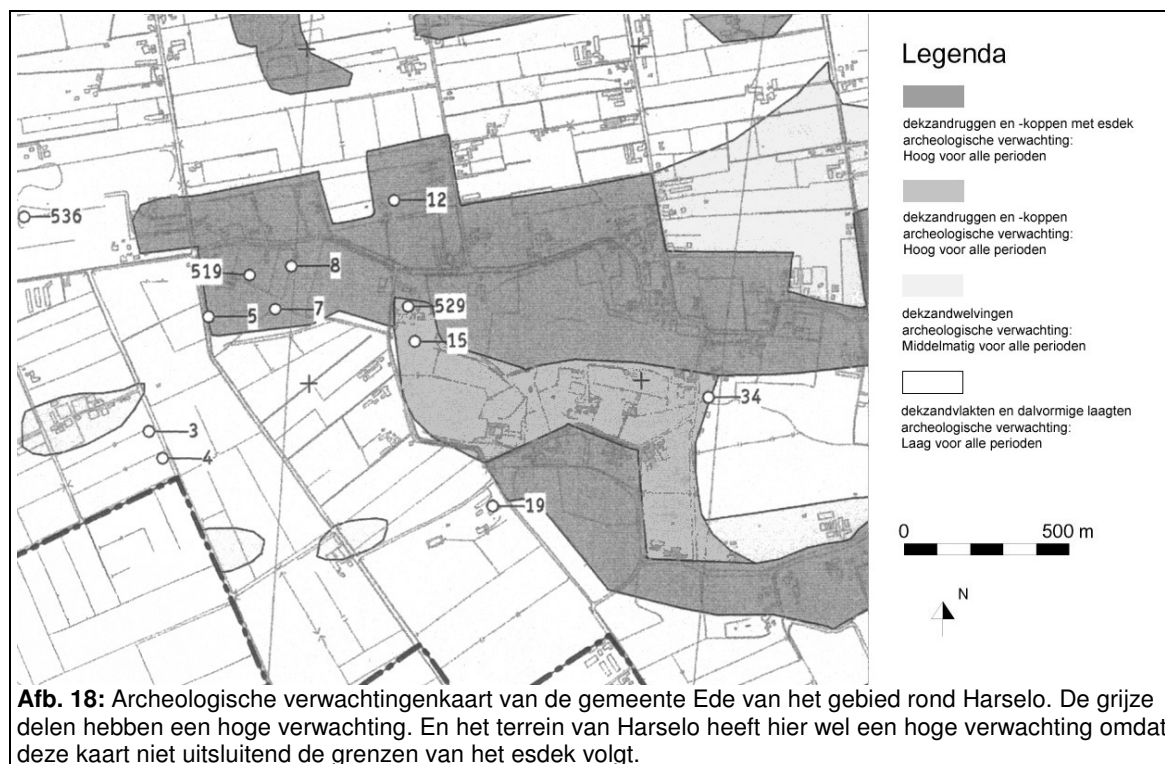 Legenda
dekzandruggen en -koppen met esdek
archeologische verwachting:
Hoog voor alle perioden
dekzandruggen en -koppen
archeologische verwachting:
Hoog voor alle perioden
dekzandwelvingen
archeologische verwachting:
Middelmatig voor alle perioden
dekzandvlakten en dalvormige laagten
archeologische verwachting:
Laag voor alle perioden
0 500 m
N
12
536
8
519
529
5
7
15
34
3
4
19
Afb. 18: Archeologische verwachtingenkaart van de gemeente Ede van het gebied rond Harselo. De grijze
delen hebben een hoge verwachting. En het terrein van Harselo heeft hier wel een hoge verwachting omdat
deze kaart niet uitsluitend de grenzen van het esdek volgt.